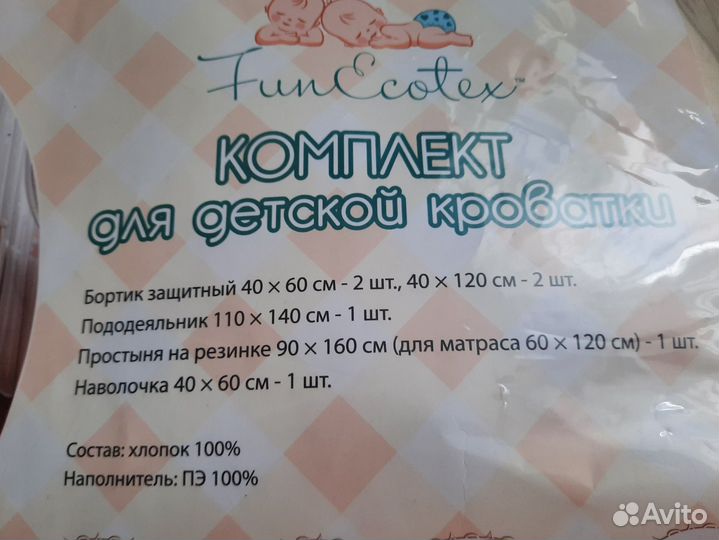 FunEcotex™
КОМПЛЕКТ
для детской кроватки
Бортик защитный 40 × 60 см - 2 шт., 40 × 120 см - 2 шт.
Пододеяльник 110 × 140 см - 1 шт.
Простыня на резинке 90 × 160 см (для матраса 60 × 120 см) - 1 шт.
Наволочка 40 × 60 см - 1 шт.
Состав: хлопок 100%
Наполнитель: ПЭ 100%
Avito